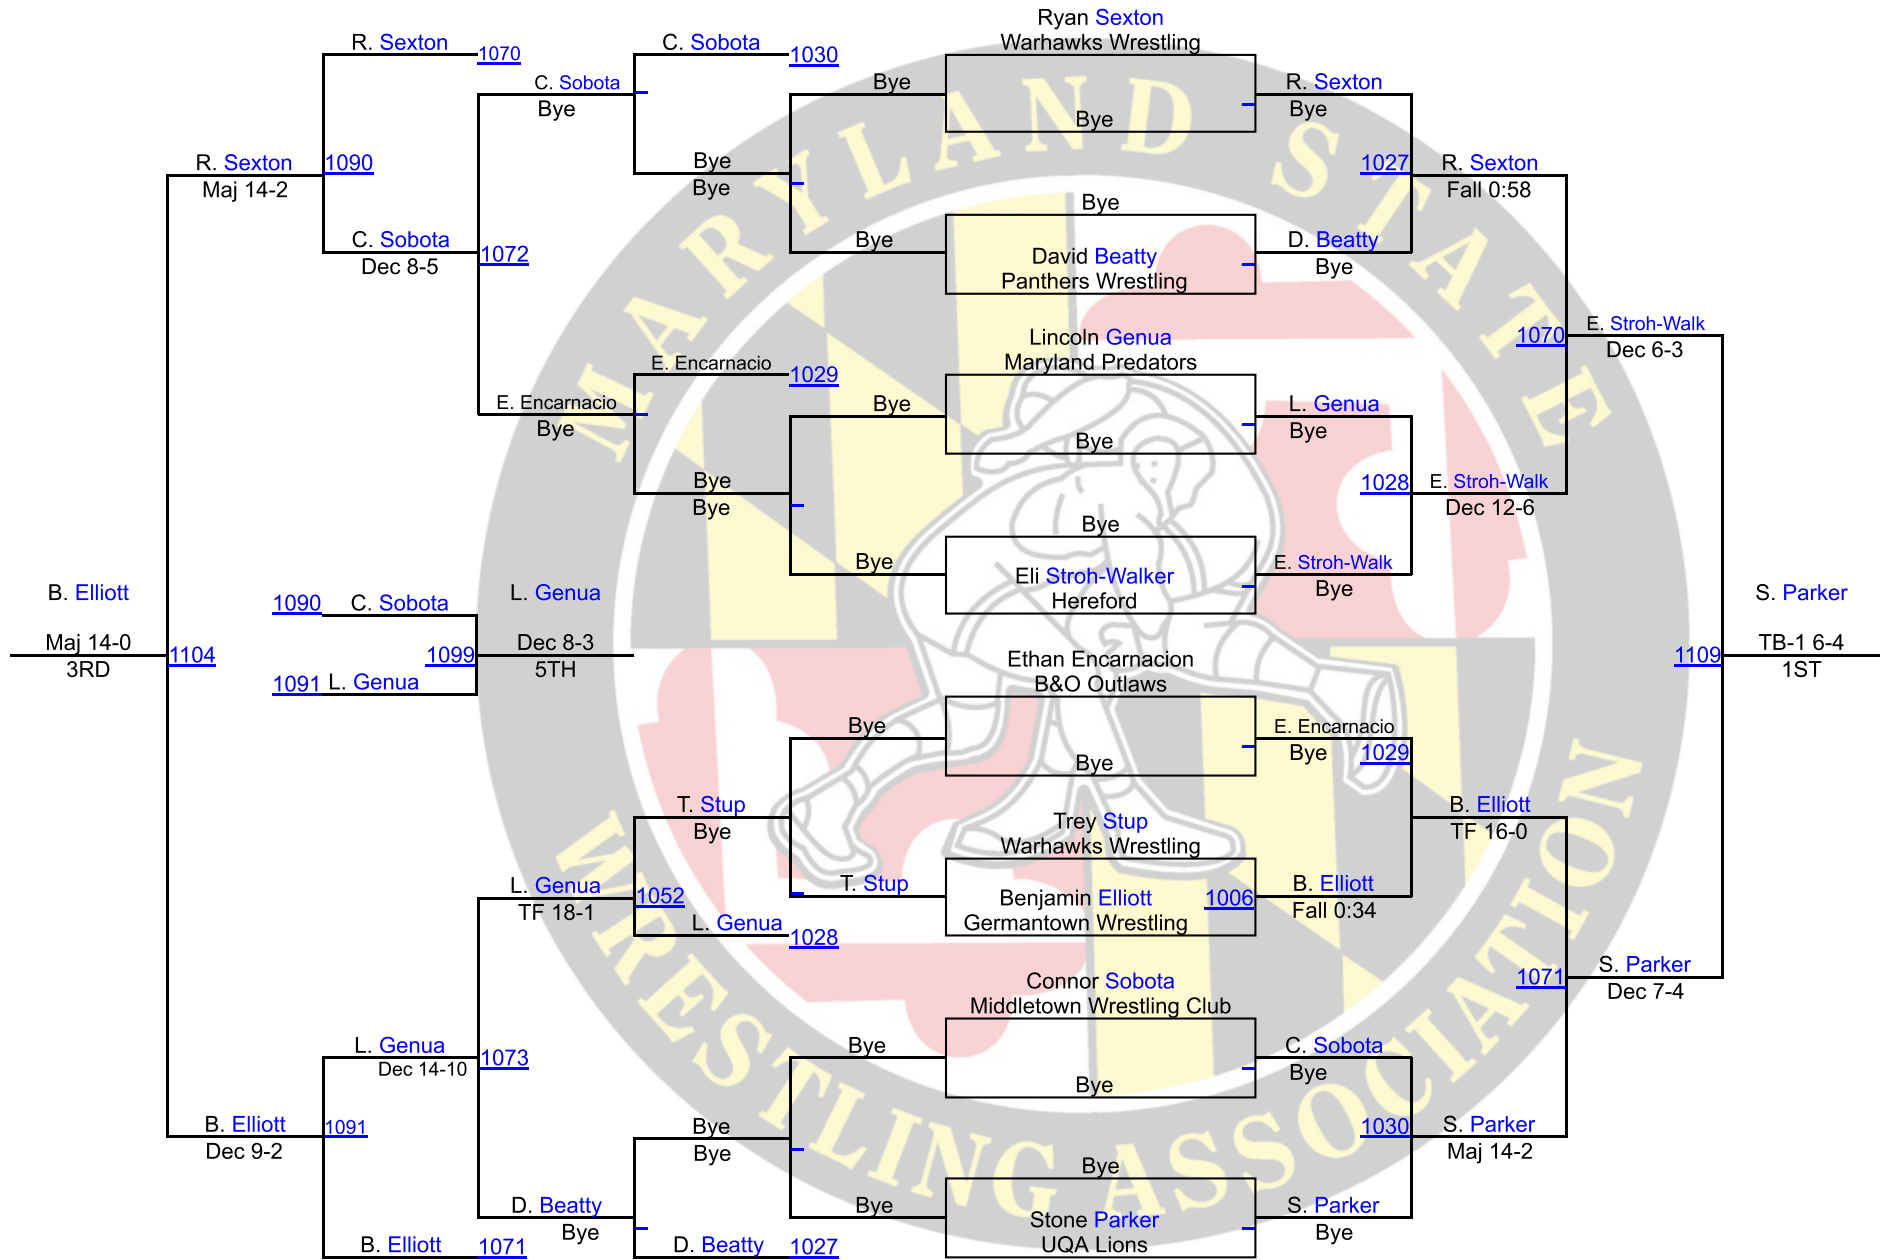 Ryan Sexton
Warhawks Wrestling
R. Sexton
1070
C. Sobota
1030
C. Sobota
Bye
Bye
Bye
R. Sexton
Bye
R. Sexton
Maj 14-2
1090
Bye
Bye
1027
R. Sexton
Fall 0:58
Bye
C. Sobota
Dec 8-5
1072
Bye
David Beatty
Panthers Wrestling
D. Beatty
Bye
Lincoln Genua
Maryland Predators
1070
E. Stroh-Walk
Dec 6-3
E. Encarnacio
1029
E. Encarnacio
Bye
Bye
Bye
L. Genua
Bye
Bye
Bye
1028
E. Stroh-Walk
Dec 12-6
Bye
Bye
Eli Stroh-Walker
Hereford
E. Stroh-Walk
Bye
B. Elliott
Maj 14-0
3RD
1104
1090
C. Sobota
1091
L. Genua
1099
L. Genua
Dec 8-3
5TH
S. Parker
TB-1 6-4
1ST
1109
Ethan Encarnacion
B&O Outlaws
Bye
Bye
E. Encarnacio
Bye
1029
T. Stup
Bye
Trey Stup
Warhawks Wrestling
B. Elliott
TF 16-0
L. Genua
TF 18-1
1052
T. Stup
Benjamin Elliott
Germantown Wrestling
1006
B. Elliott
Fall 0:34
L. Genua
1028
Connor Sobota
Middletown Wrestling Club
1071
S. Parker
Dec 7-4
L. Genua
Dec 14-10
1073
Bye
Bye
C. Sobota
Bye
B. Elliott
Dec 9-2
1091
Bye
Bye
1030
S. Parker
Maj 14-2
Bye
D. Beatty
Bye
Bye
Stone Parker
UQA Lions
S. Parker
Bye
B. Elliott
1071
D. Beatty
1027
MARYLAND STATE
WRESTLING ASSOCIATION